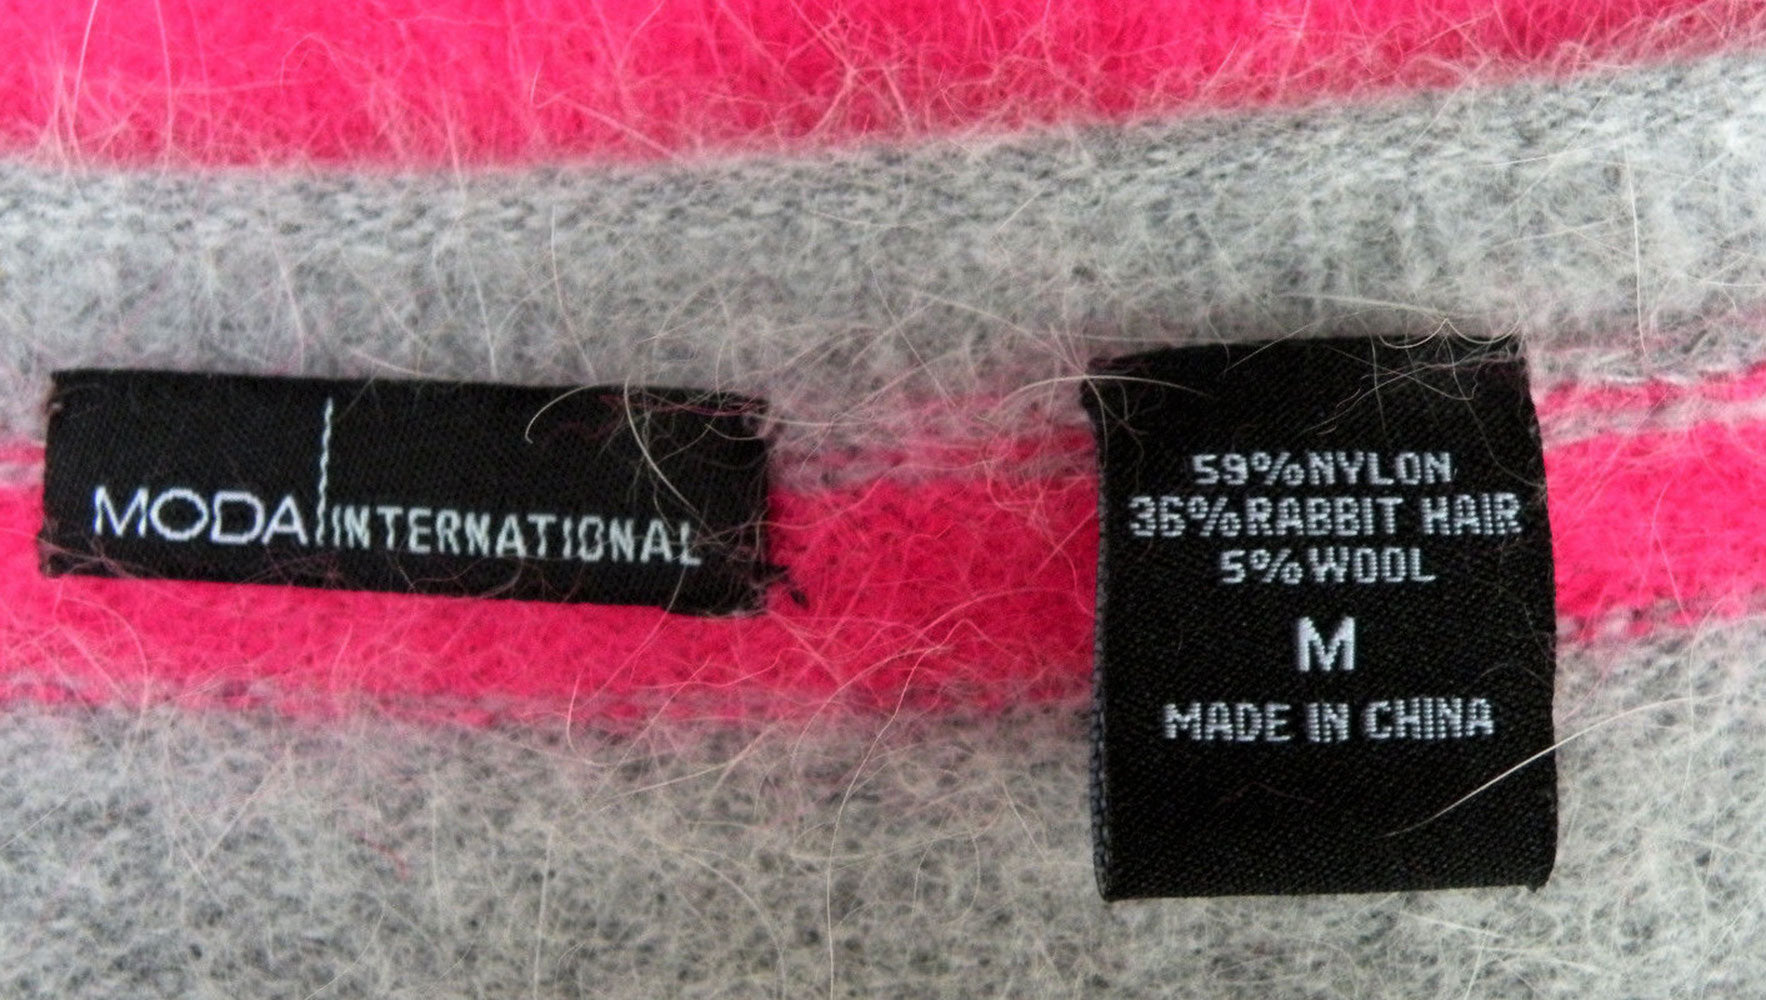 MODA INTERNATIONAL
59%NYLON
36%RABBIT HAIR
5%WOOL
M
MADE IN CHINA